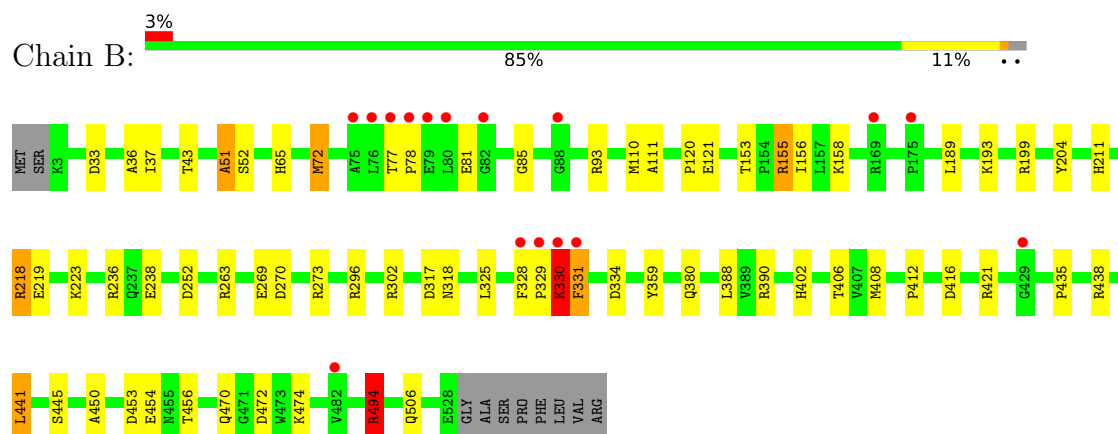 3%
Chain B:
85% 11% • •
MET SER K3 D33 A36 I37 T43 A51 S52 H65 M72 A75 L76 T77 P78 E79 L80 E81 G82 G85 G88 R93 M110 A111 P120 E121 T153 P154 R155 I156 L157 K158 R169 P175 L189 K193 R199 Y204 H211
R218 E219 K223 R236 Q237 E238 D252 R263 E269 D270 R273 R296 R302 D317 N318 L325 F328 P329 K330 F331 D334 Y359 Q380 L388 V389 R390 H402 T406 V407 M408 P412 D416 R421 G429 P435 R438
L441 S445 A450 D453 E454 N455 T456 Q470 G471 D472 W473 K474 V482 R494 Q506 E528 GLY ALA SER PRO PHE LEU VAL ARG